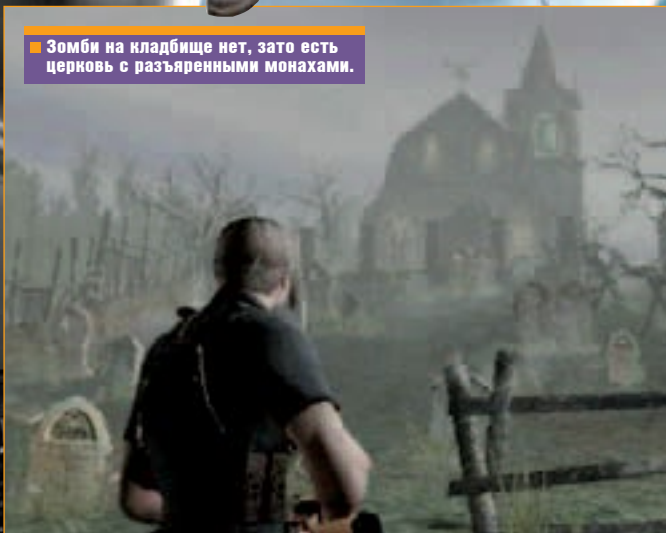 Зомби на кладбище нет, зато есть
церковь с разъяренными монахами.